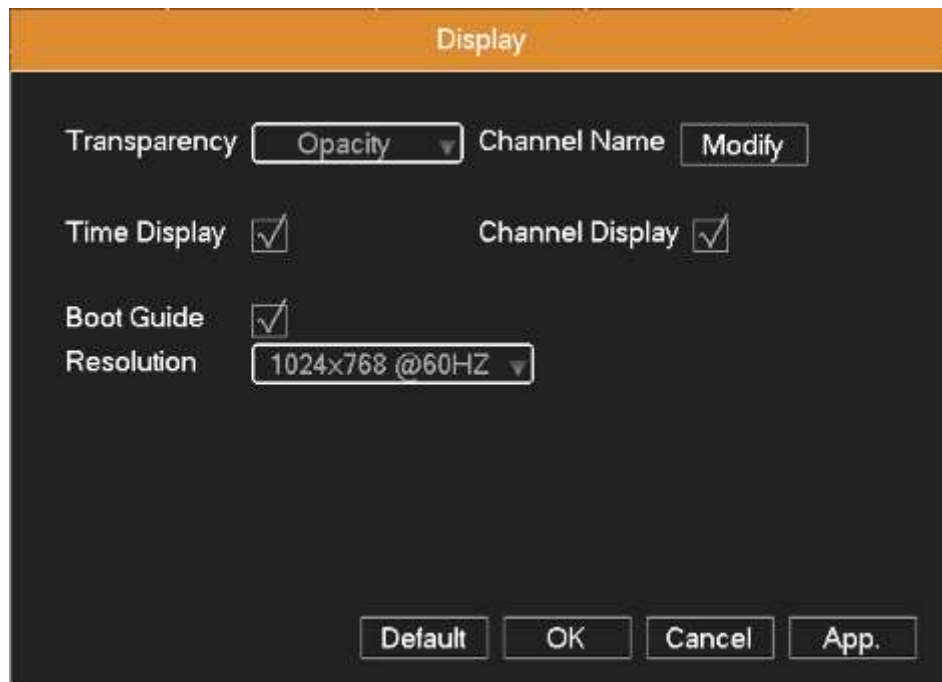 Display
Transparency Opacity Channel Name Modify
Time Display Channel Display
Boot Guide
Resolution 1024x768 @60HZ
Default OK Cancel App.